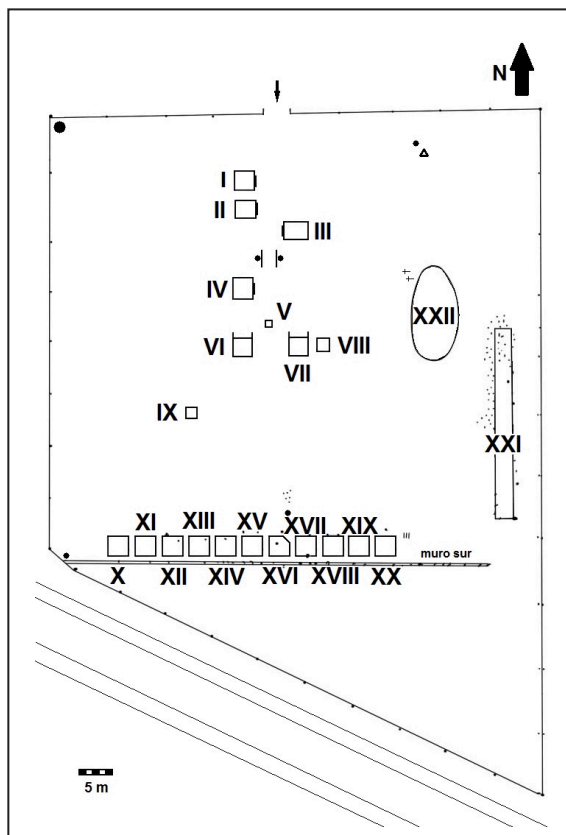 N
I
II
III
IV
V
VI
VII
VIII
IX
XXII
XXI
XI XIII XV XVII XIX
muro sur
X XII XIV XVI XVIII XX
5 m